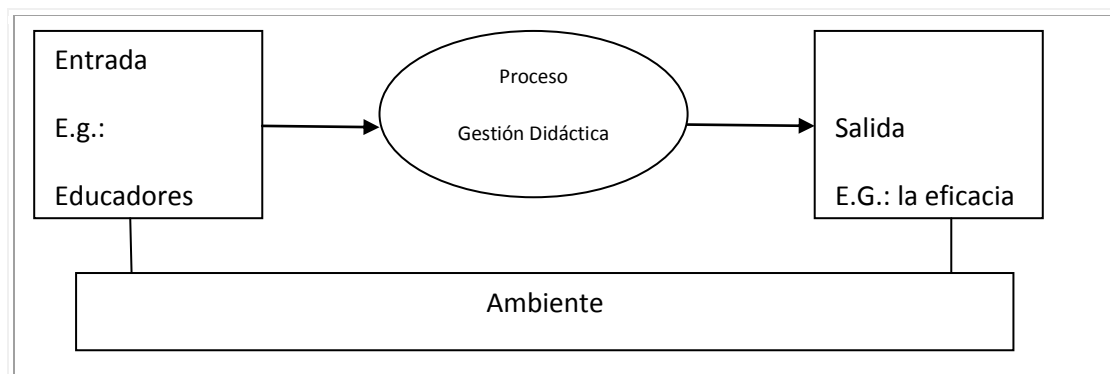 Entrada
E.g.:
Educadores
Proceso
Gestión Didáctica
Salida
E.G.: la eficacia
Ambiente